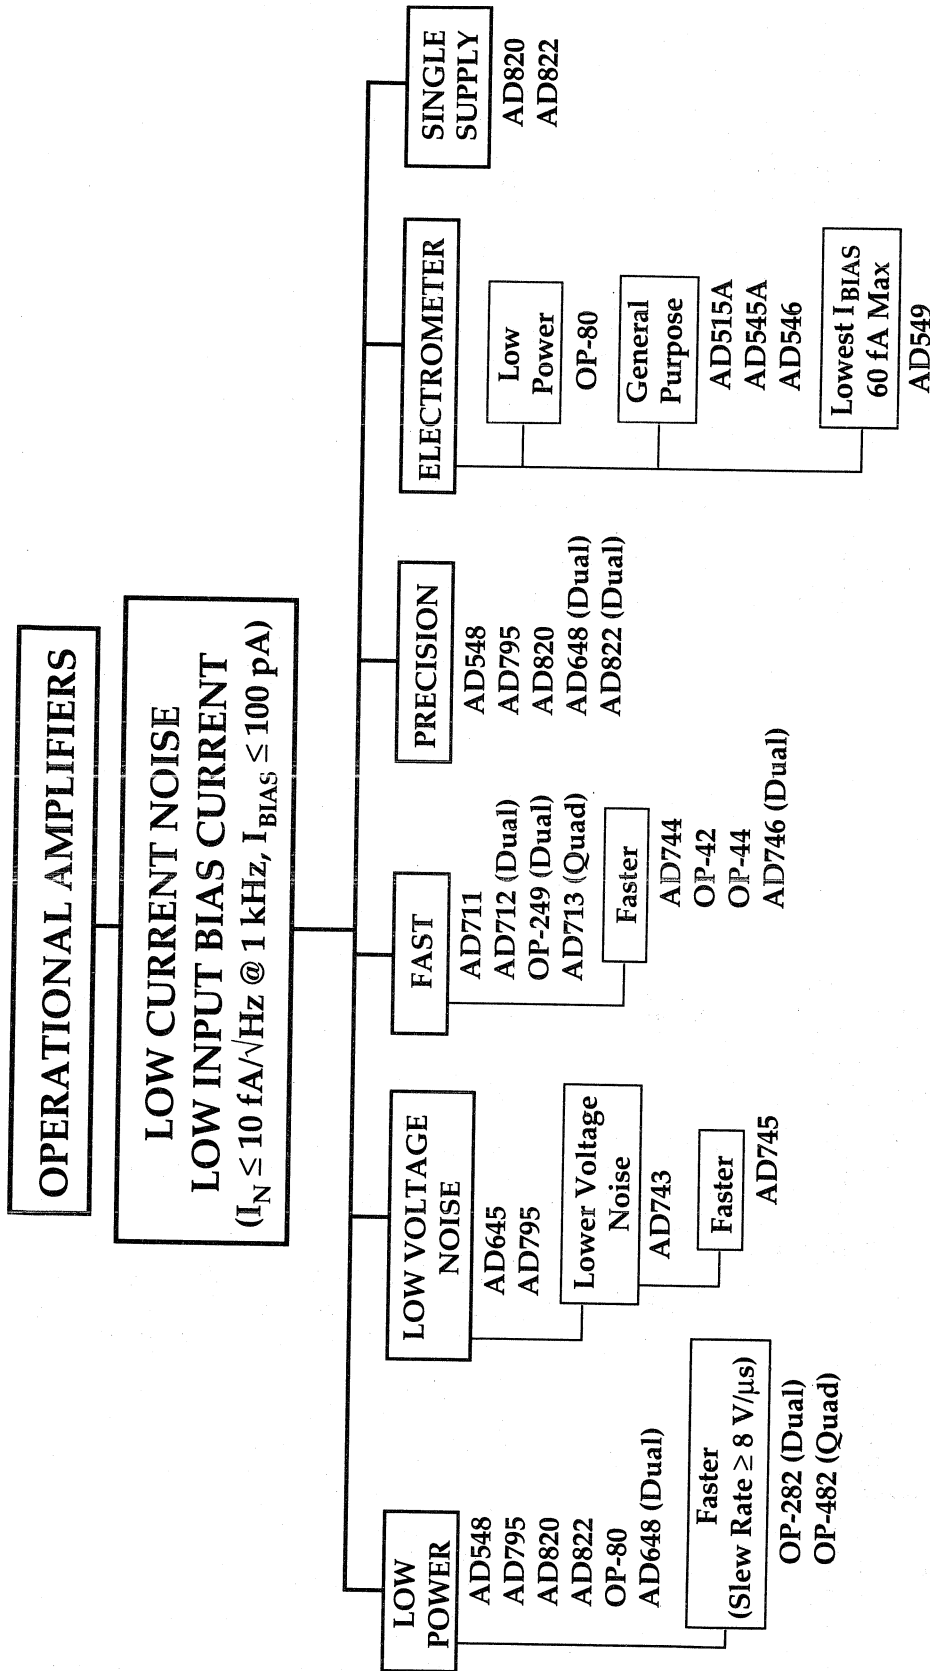 OPERATIONAL AMPLIFIERS
LOW CURRENT NOISE
LOW INPUT BIAS CURRENT
(I_N ≤ 10 fA/√Hz @ 1 kHz, I_BIAS ≤ 100 pA)
LOW
POWER
AD548
AD795
AD820
AD822
OP-80
AD648 (Dual)
Faster
(Slew Rate ≥ 8 V/μs)
OP-282 (Dual)
OP-482 (Quad)
LOW VOLTAGE
NOISE
AD645
AD795
Lower Voltage
Noise
AD743
Faster
AD745
FAST
AD711
AD712 (Dual)
OP-249 (Dual)
AD713 (Quad)
Faster
AD744
OP-42
OP-44
AD746 (Dual)
PRECISION
AD548
AD795
AD820
AD648 (Dual)
AD822 (Dual)
ELECTROMETER
Low
Power
OP-80
General
Purpose
AD515A
AD545A
AD546
Lowest I_BIAS
60 fA Max
AD549
SINGLE
SUPPLY
AD820
AD822